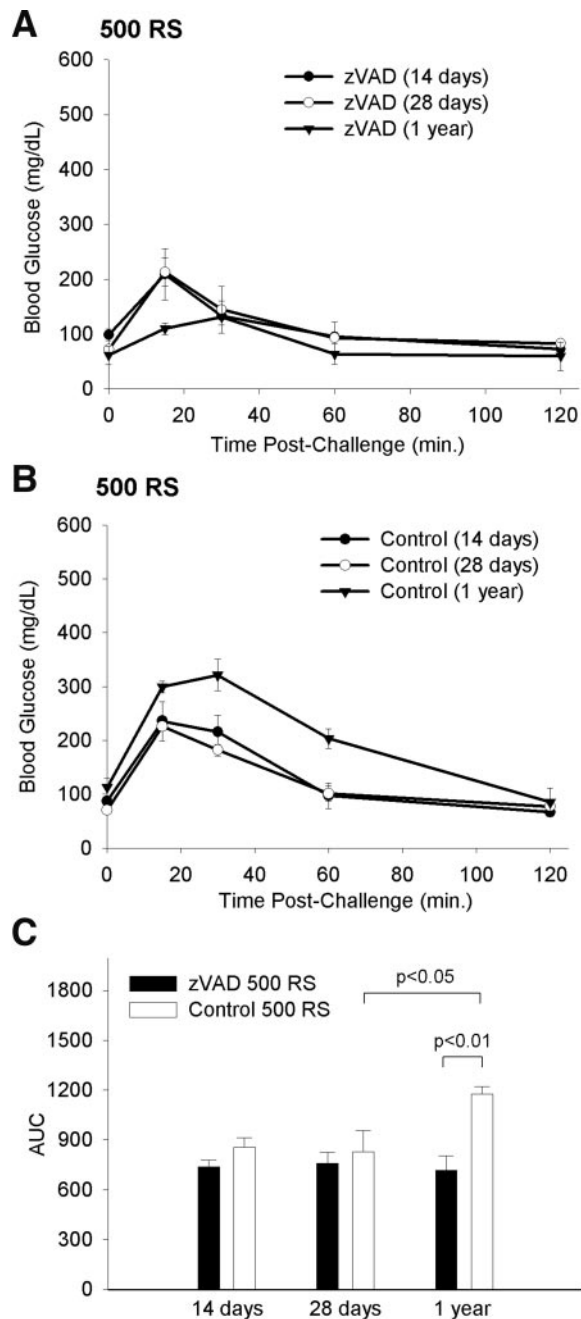 A 500 RS
600
500
400
300
200
100
0
Blood Glucose (mg/dL)
zVAD (14 days)
zVAD (28 days)
zVAD (1 year)
0 20 40 60 80 100 120
Time Post-Challenge (min.)
B 500 RS
600
500
400
300
200
100
0
Blood Glucose (mg/dL)
Control (14 days)
Control (28 days)
Control (1 year)
0 20 40 60 80 100 120
Time Post-Challenge (min.)
C
1800
1500
1200
900
600
300
0
AUC
zVAD 500 RS
Control 500 RS
p<0.05
p<0.01
14 days 28 days 1 year